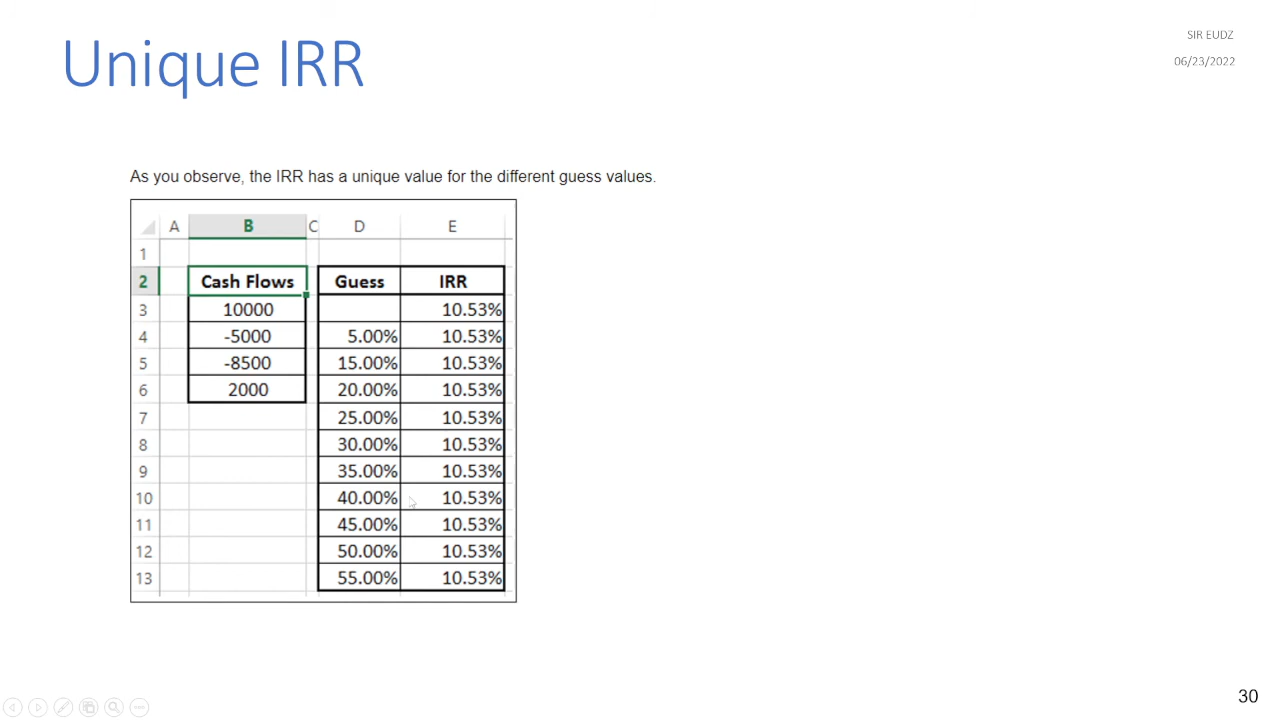 Unique IRR
SIR EUDZ
06/23/2022
As you observe, the IRR has a unique value for the different guess values.
A B C D E
1
2 Cash Flows Guess IRR
3 10000 10.53%
4 -5000 5.00% 10.53%
5 -8500 15.00% 10.53%
6 2000 20.00% 10.53%
7 25.00% 10.53%
8 30.00% 10.53%
9 35.00% 10.53%
10 40.00% 10.53%
11 45.00% 10.53%
12 50.00% 10.53%
13 55.00% 10.53%
30